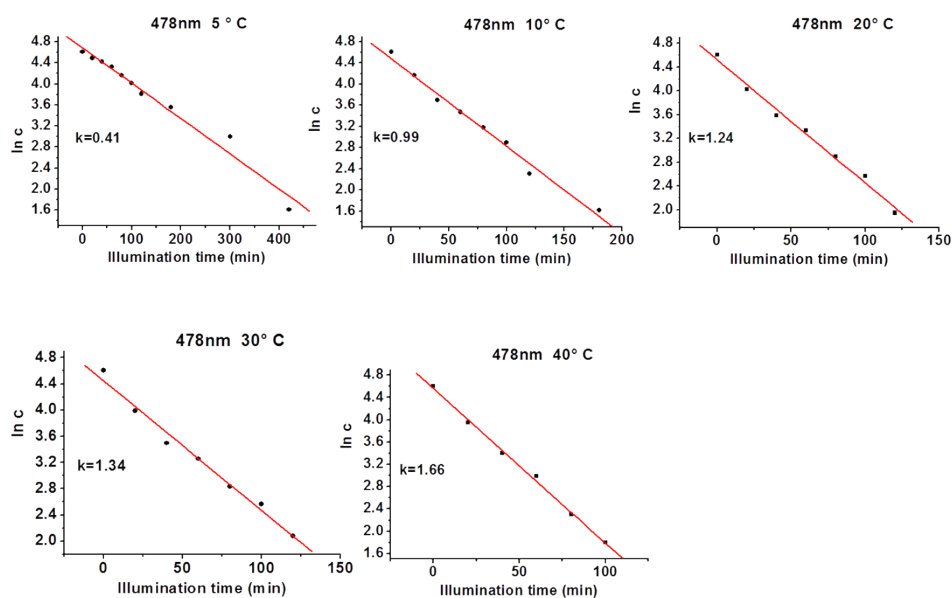 478nm 5 ° C
4.8
4.4
4.0
3.6
3.2
2.8
2.4
2.0
1.6
ln c
k=0.41
0 100 200 300 400
Illumination time (min)
478nm 10° C
4.8
4.4
4.0
3.6
3.2
2.8
2.4
2.0
1.6
ln c
k=0.99
0 50 100 150 200
Illumination time (min)
478nm 20° C
4.8
4.4
4.0
3.6
3.2
2.8
2.4
2.0
ln c
k=1.24
0 50 100 150
Illumination time (min)
478nm 30° C
4.8
4.4
4.0
3.6
3.2
2.8
2.4
2.0
ln c
k=1.34
0 50 100 150
Illumination time (min)
478nm 40° C
4.8
4.4
4.0
3.6
3.2
2.8
2.4
2.0
1.6
ln c
k=1.66
0 50 100
Illumination time (min)